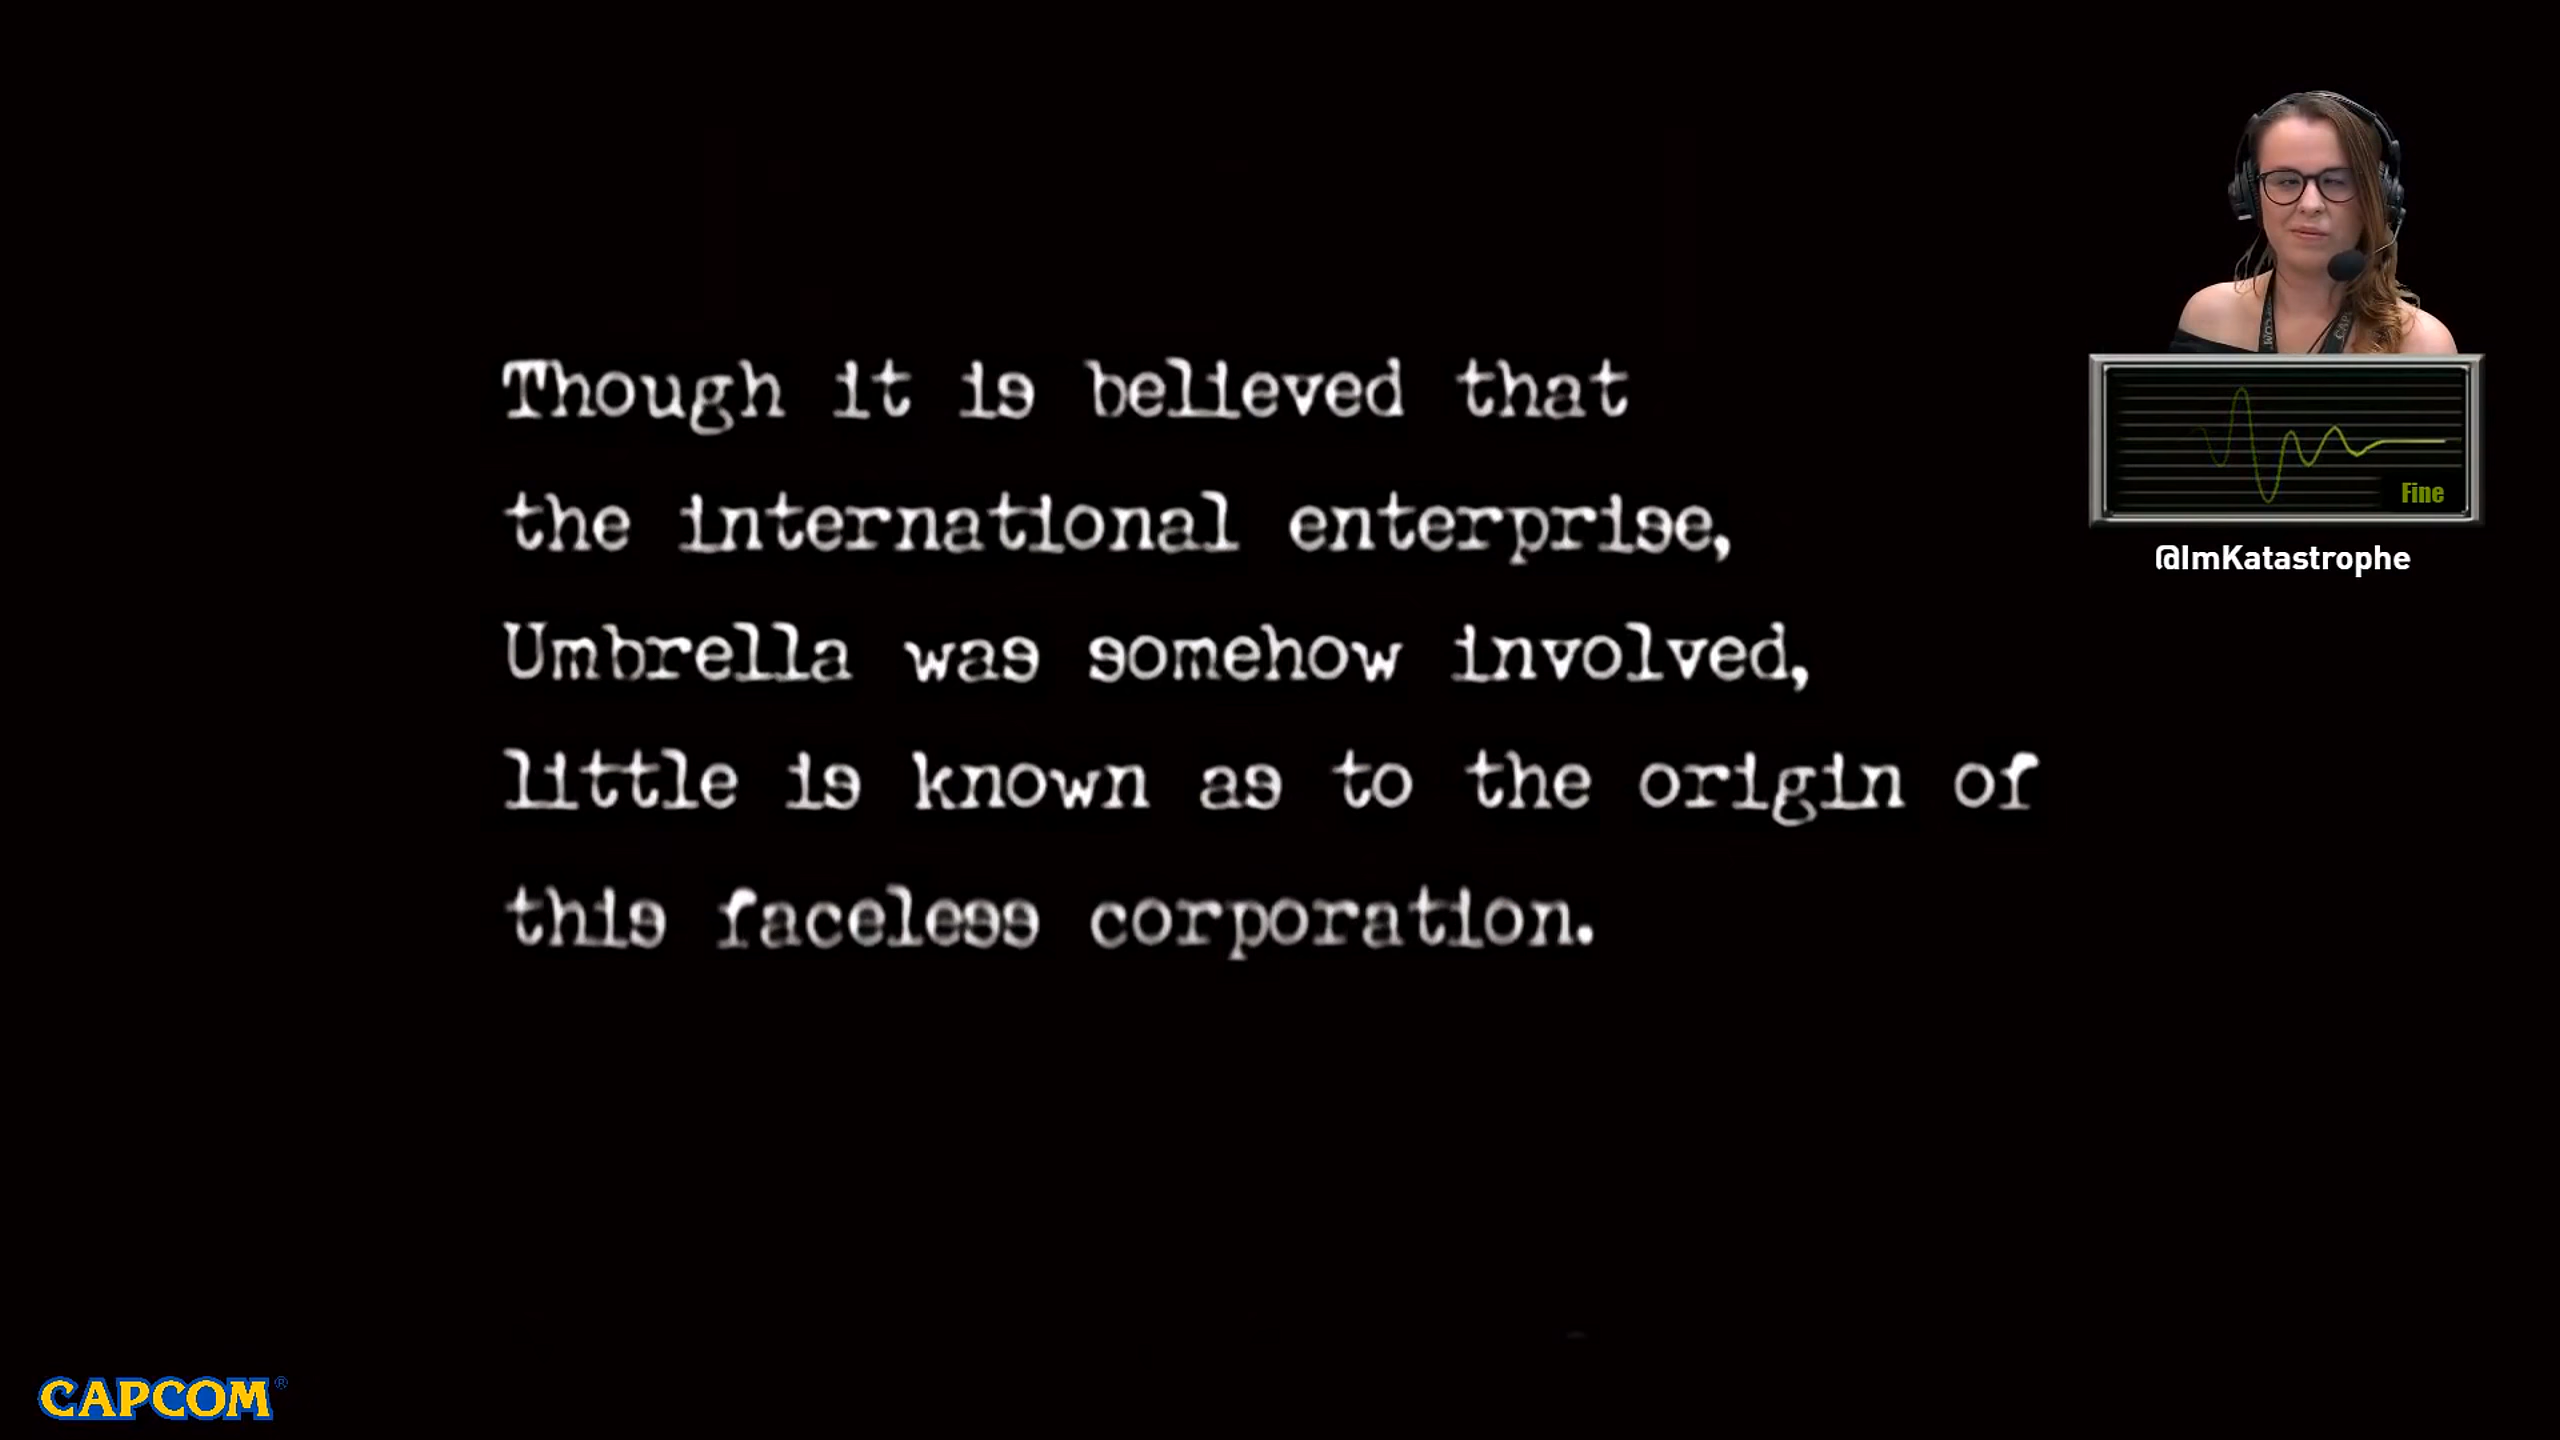 Though it is believed that
the international enterprise,
Umbrella was somehow involved,
little is known as to the origin of
this faceless corporation.
Fine
@ImKatastrophe
CAPCOM®